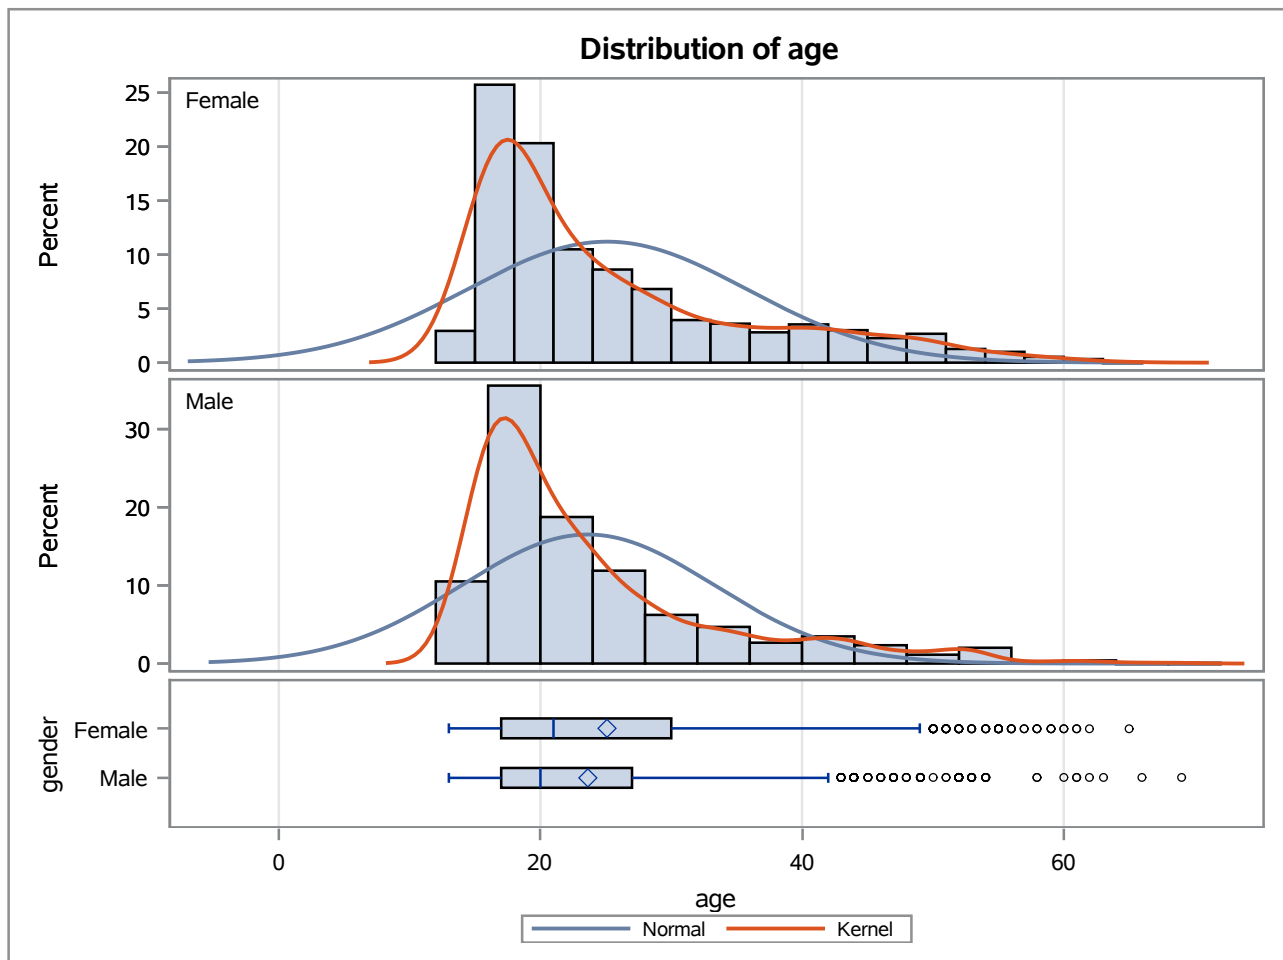 Distribution of age
Female
25
20
15
10
5
0
Percent
Male
30
20
10
0
Percent
gender
Female
Male
0 20 40 60
age
Normal Kernel